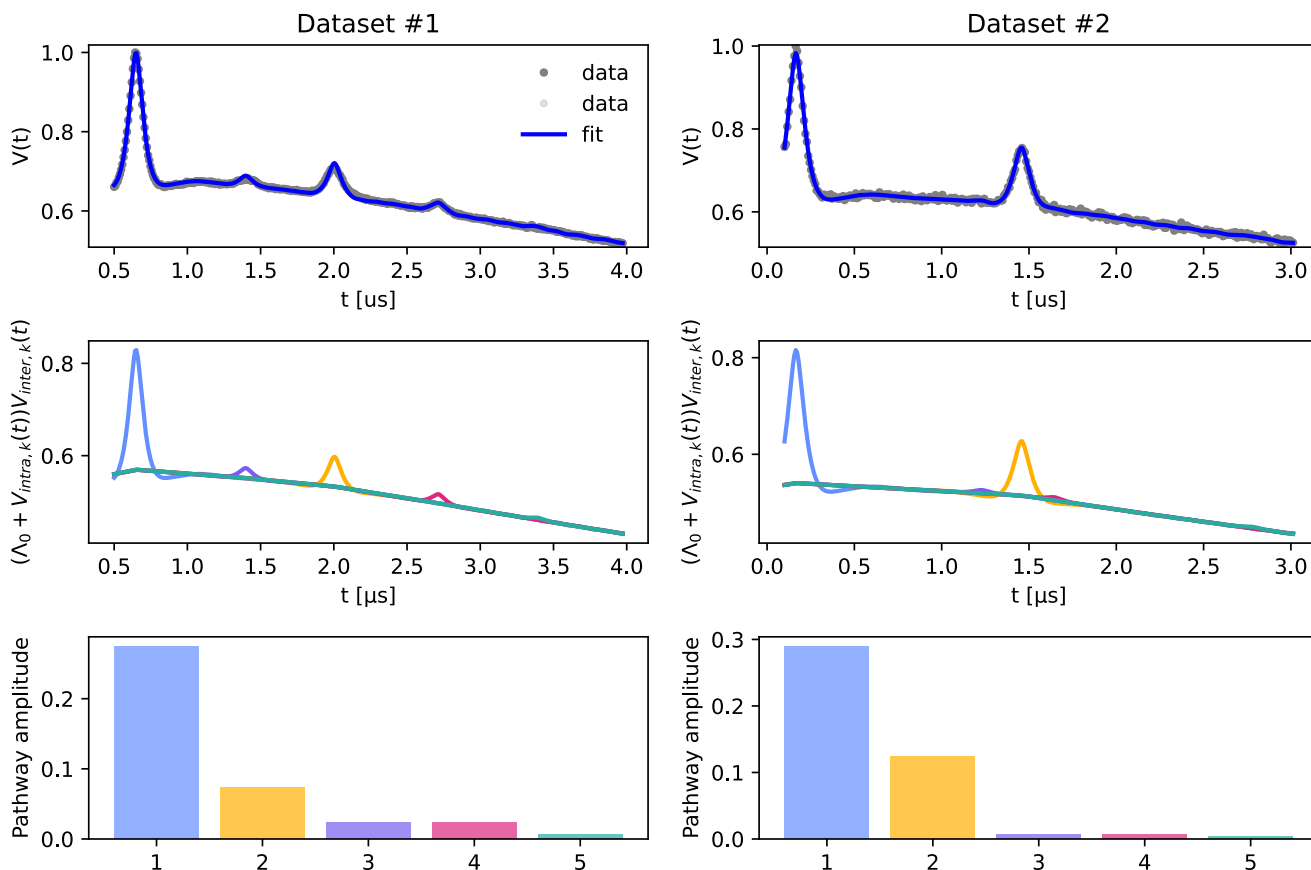 Dataset #1
1.0
0.8
0.6
V(t)
data
data
fit
0.5 1.0 1.5 2.0 2.5 3.0 3.5 4.0
t [us]
Dataset #2
1.0
0.8
0.6
V(t)
0.0 0.5 1.0 1.5 2.0 2.5 3.0
t [us]
0.8
0.6
(Λ0 + Vintra, k(t))Vinter, k(t)
0.5 1.0 1.5 2.0 2.5 3.0 3.5 4.0
t [μs]
0.8
0.6
(Λ0 + Vintra, k(t))Vinter, k(t)
0.0 0.5 1.0 1.5 2.0 2.5 3.0
t [μs]
0.2
0.1
0.0
Pathway amplitude
1 2 3 4 5
0.3
0.2
0.1
0.0
Pathway amplitude
1 2 3 4 5